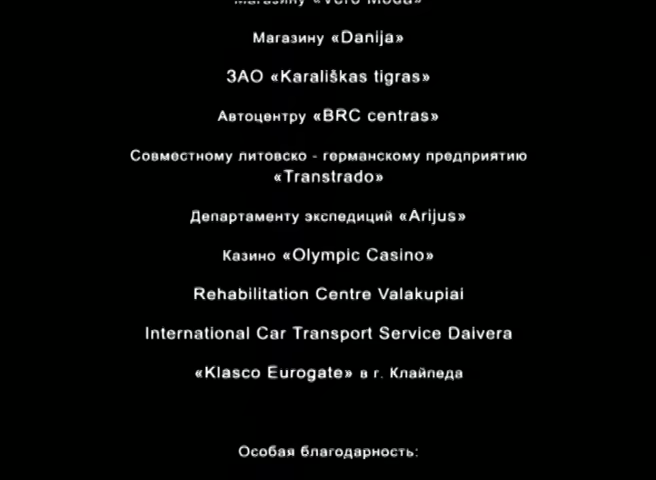 Магазину «Vero Moda»
Магазину «Danija»
ЗАО «Karališkas tigras»
Автоцентру «BRC centras»
Совместному литовско - германскому предприятию
«Transtrado»
Департаменту экспедиций «Arijus»
Казино «Olympic Casino»
Rehabilitation Centre Valakupiai
International Car Transport Service Daivera
«Klasco Eurogate» в г. Клайпеда
Особая благодарность: